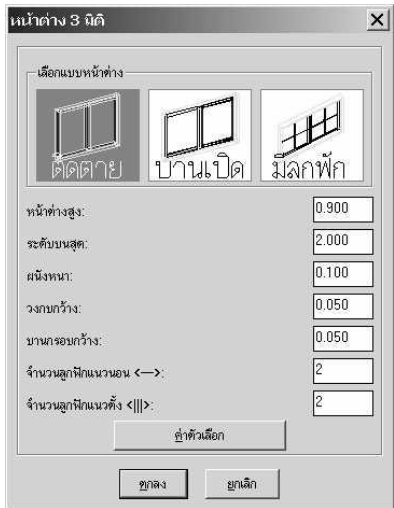 หน้าต่าง 3 มิติ
เลือกแบบหน้าต่าง
ติดตาย บานเปิด มีลูกฟัก
หน้าต่างสูง: 0.900
ระดับบนสุด: 2.000
ผนังหนา: 0.100
วงกบกว้าง: 0.050
บานกรอบกว้าง: 0.050
จำนวนลูกฟักแนวนอน <—>: 2
จำนวนลูกฟักแนวตั้ง <|||>: 2
ค่าตัวเลือก
ตกลง ยกเลิก